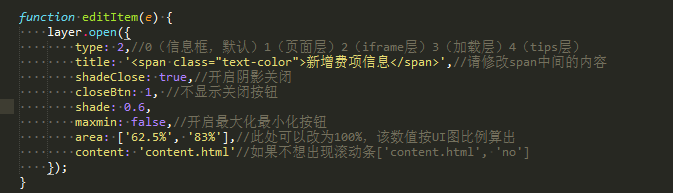 function editItem(e) {
    layer.open({
        type: 2,//0（信息框，默认）1（页面层）2（iframe层）3（加载层）4（tips层）
        title: '<span class="text-color">新增费项信息</span>',//请修改span中间的内容
        shadeClose: true,//开启阴影关闭
        closeBtn: 1, //不显示关闭按钮
        shade: 0.6,
        maxmin: false,//开启最大化最小化按钮
        area: ['62.5%', '83%'],//此处可以改为100%，该数值按UI图比例算出
        content: 'content.html'//如果不想出现滚动条['content.html', 'no']
    });
}